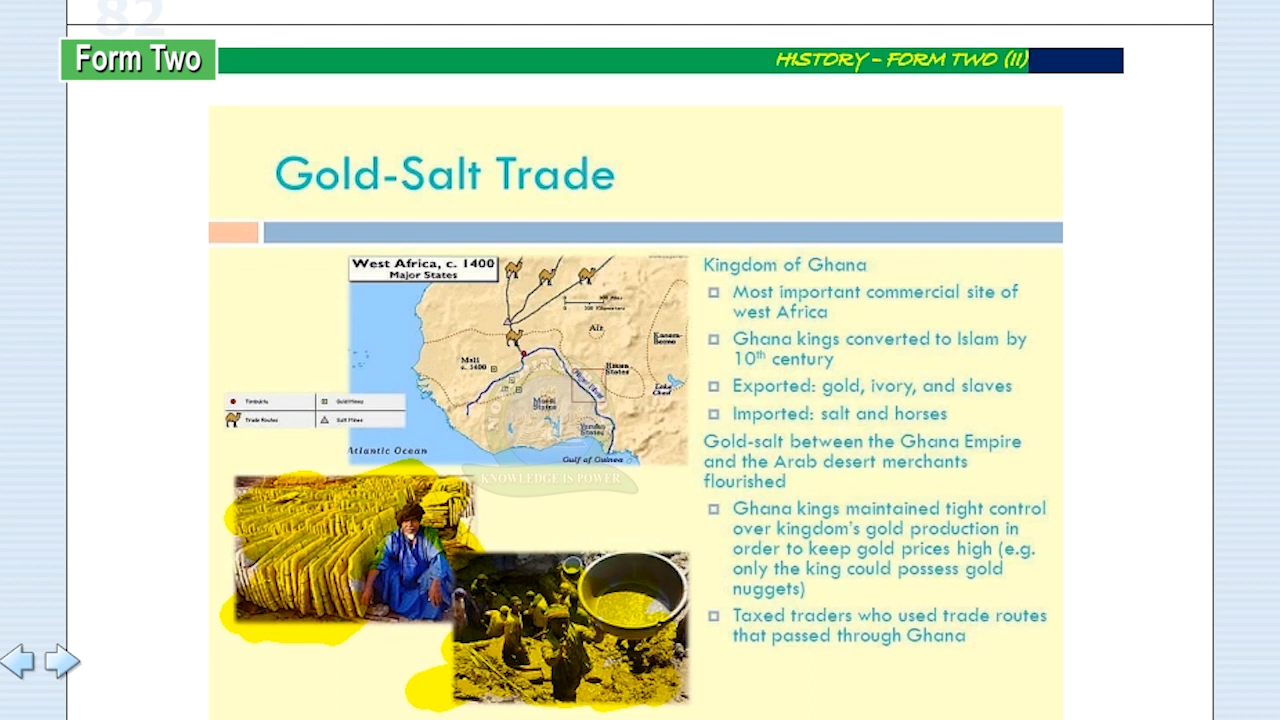 82
Form Two
HISTORY – FORM TWO (II)
Gold-Salt Trade
West Africa, c. 1400
Major States
Air
Kanem-
Borno
Mali
c. 1400
Hausa
States
Niger River
Lake
Chad
Mossi
States
Yoruba
States
Timbuktu
Gold Mines
Trade Routes
Salt Mines
Atlantic Ocean
Gulf of Guinea
KNOWLEDGE IS POWER
Kingdom of Ghana
Most important commercial site of
west Africa
Ghana kings converted to Islam by
10th century
Exported: gold, ivory, and slaves
Imported: salt and horses
Gold-salt between the Ghana Empire
and the Arab desert merchants
flourished
Ghana kings maintained tight control
over kingdom's gold production in
order to keep gold prices high (e.g.
only the king could possess gold
nuggets)
Taxed traders who used trade routes
that passed through Ghana